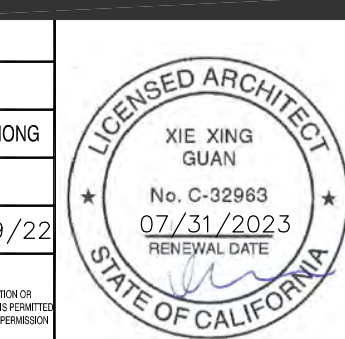 IONG
9/22
TION OR
IS PERMITTED
PERMISSION
LICENSED ARCHITECT
XIE XING
GUAN
No. C-32963
07/31/2023
RENEWAL DATE
STATE OF CALIFORNIA